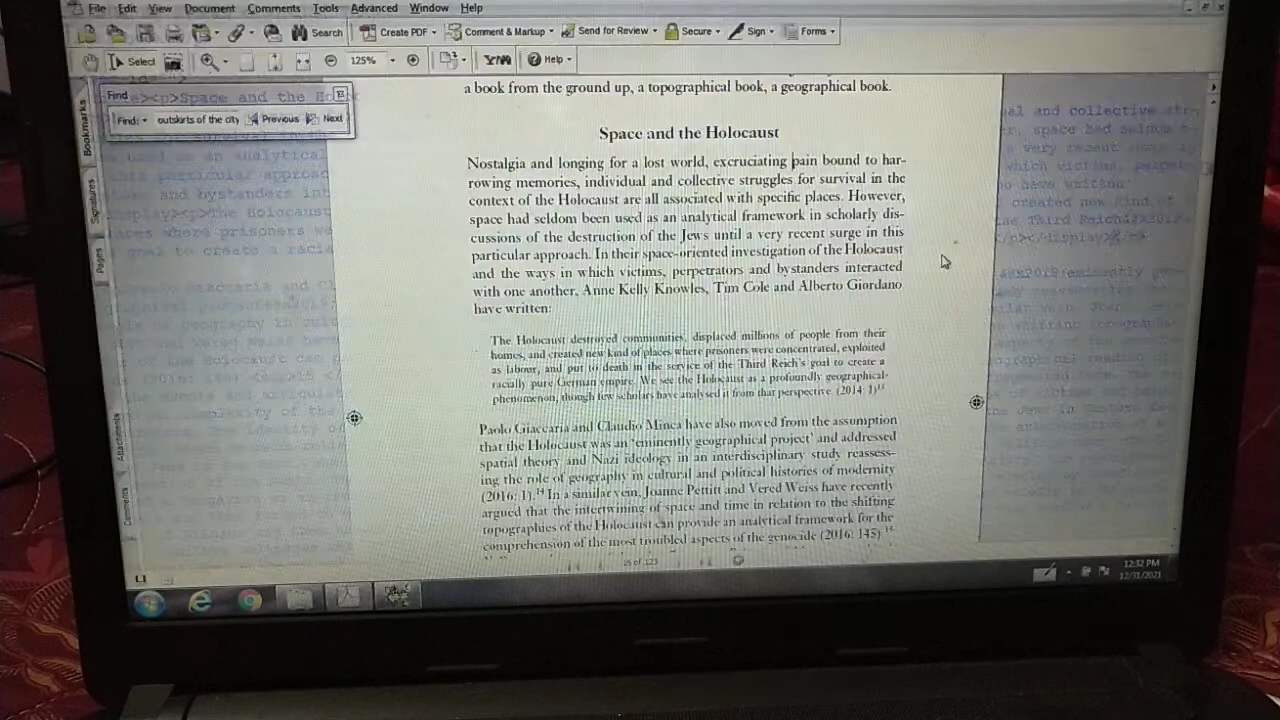 File Edit View Document Comments Tools Advanced Window Help
Search Create PDF Comment & Markup Send for Review Secure Sign Forms
Select 125% Help
Find
Find: outskirts of the city Previous Next
Bookmarks
Signatures
Pages
Attachments
Comments
a book from the ground up, a topographical book, a geographical book.
Space and the Holocaust
Nostalgia and longing for a lost world, excruciating pain bound to har-
rowing memories, individual and collective struggles for survival in the
context of the Holocaust are all associated with specific places. However,
space had seldom been used as an analytical framework in scholarly dis-
cussions of the destruction of the Jews until a very recent surge in this
particular approach. In their space-oriented investigation of the Holocaust
and the ways in which victims, perpetrators and bystanders interacted
with one another, Anne Kelly Knowles, Tim Cole and Alberto Giordano
have written:
The Holocaust destroyed communities, displaced millions of people from their
homes, and created new kind of places where prisoners were concentrated, exploited
as labour, and put to death in the service of the Third Reich's goal to create a
racially pure German empire. We see the Holocaust as a profoundly geographical
phenomenon, though few scholars have analysed it from that perspective (2014: 1)
Paolo Giaccaria and Claudio Minca have also moved from the assumption
that the Holocaust was an 'eminently geographical project' and addressed
spatial theory and Nazi ideology in an interdisciplinary study reassess-
ing the role of geography in cultural and political histories of modernity
(2016: 1).14 In a similar vein, Joanne Pettitt and Vered Weiss have recently
argued that the intertwining of space and time in relation to the shifting
topographies of the Holocaust can provide an analytical framework for the
comprehension of the most troubled aspects of the genocide (2016: 145)
15 of 123
12:32 PM
12/31/2021